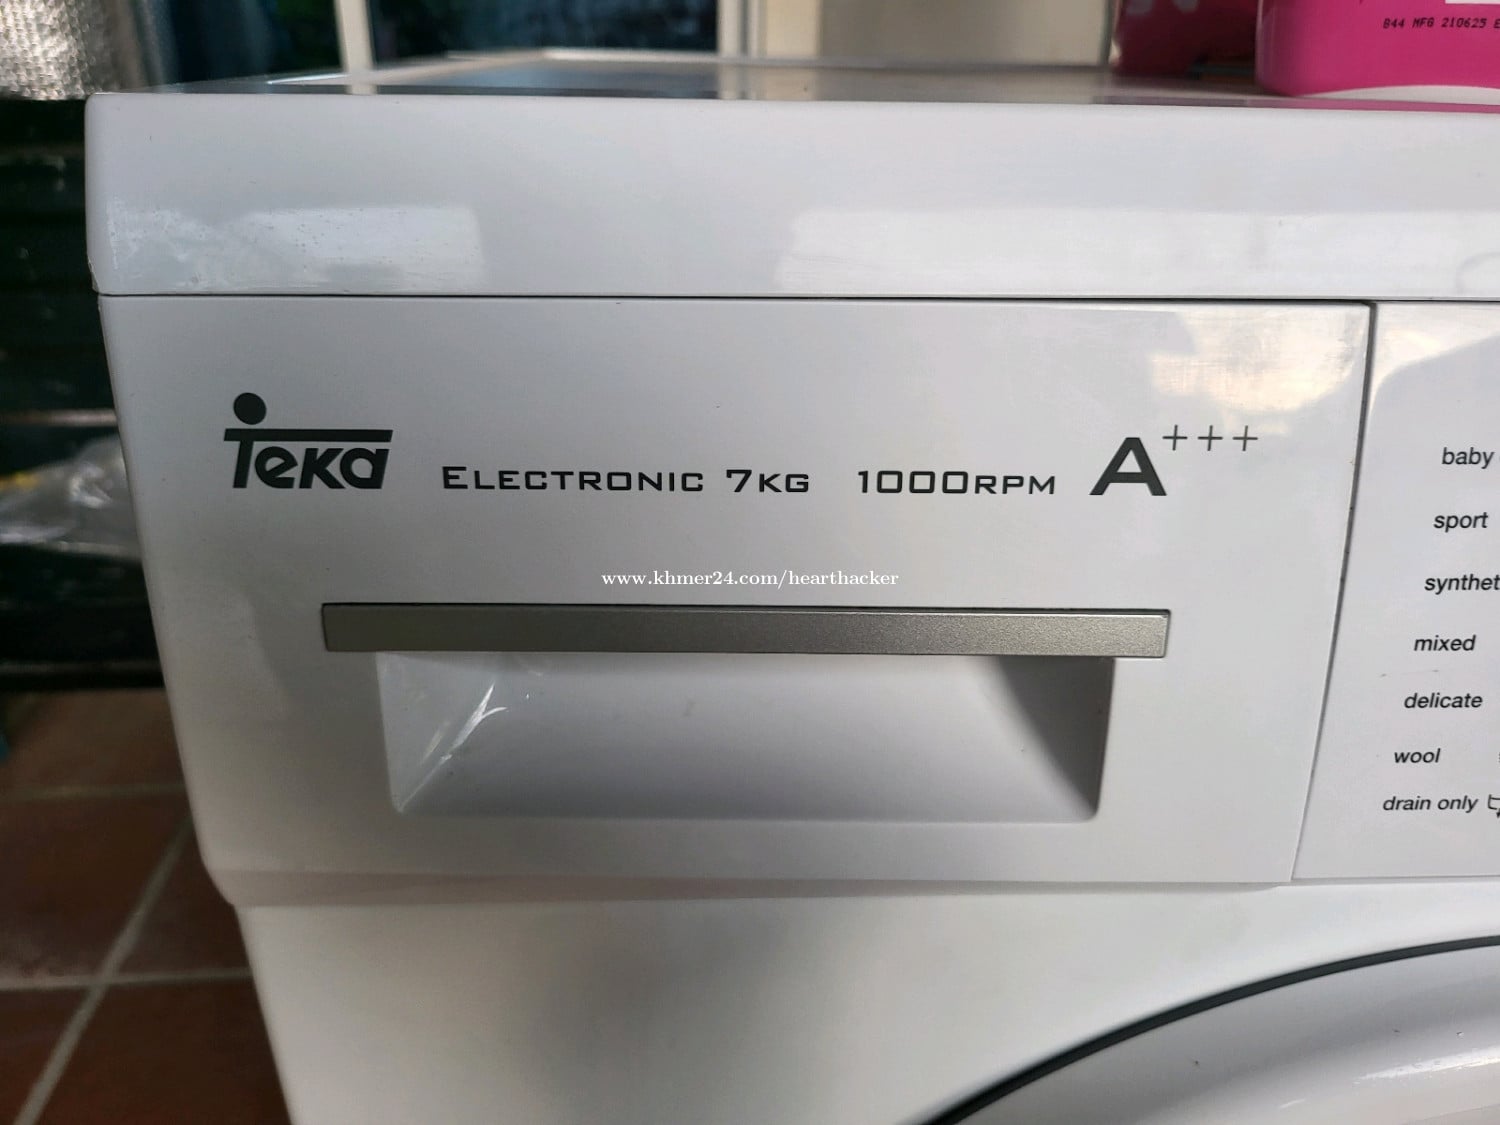 B44 MFG 210625
Teka ELECTRONIC 7KG 1000RPM A+++
baby
sport
mixed
delicate
wool
drain only
www.khmer24.com/hearthacker